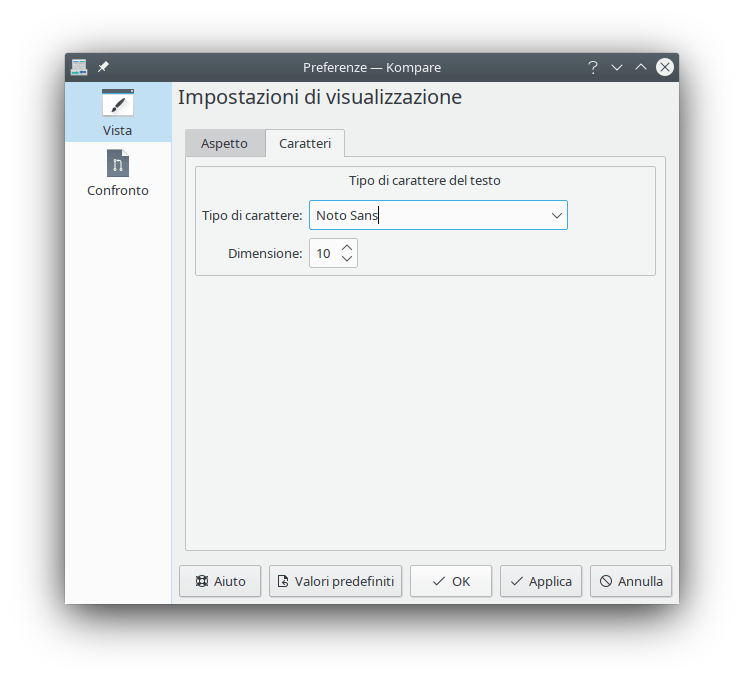 Preferenze — Kompare
Vista
Confronto
Impostazioni di visualizzazione
Aspetto
Caratteri
Tipo di carattere del testo
Tipo di carattere: Noto Sans
Dimensione: 10
Aiuto
Valori predefiniti
OK
Applica
Annulla